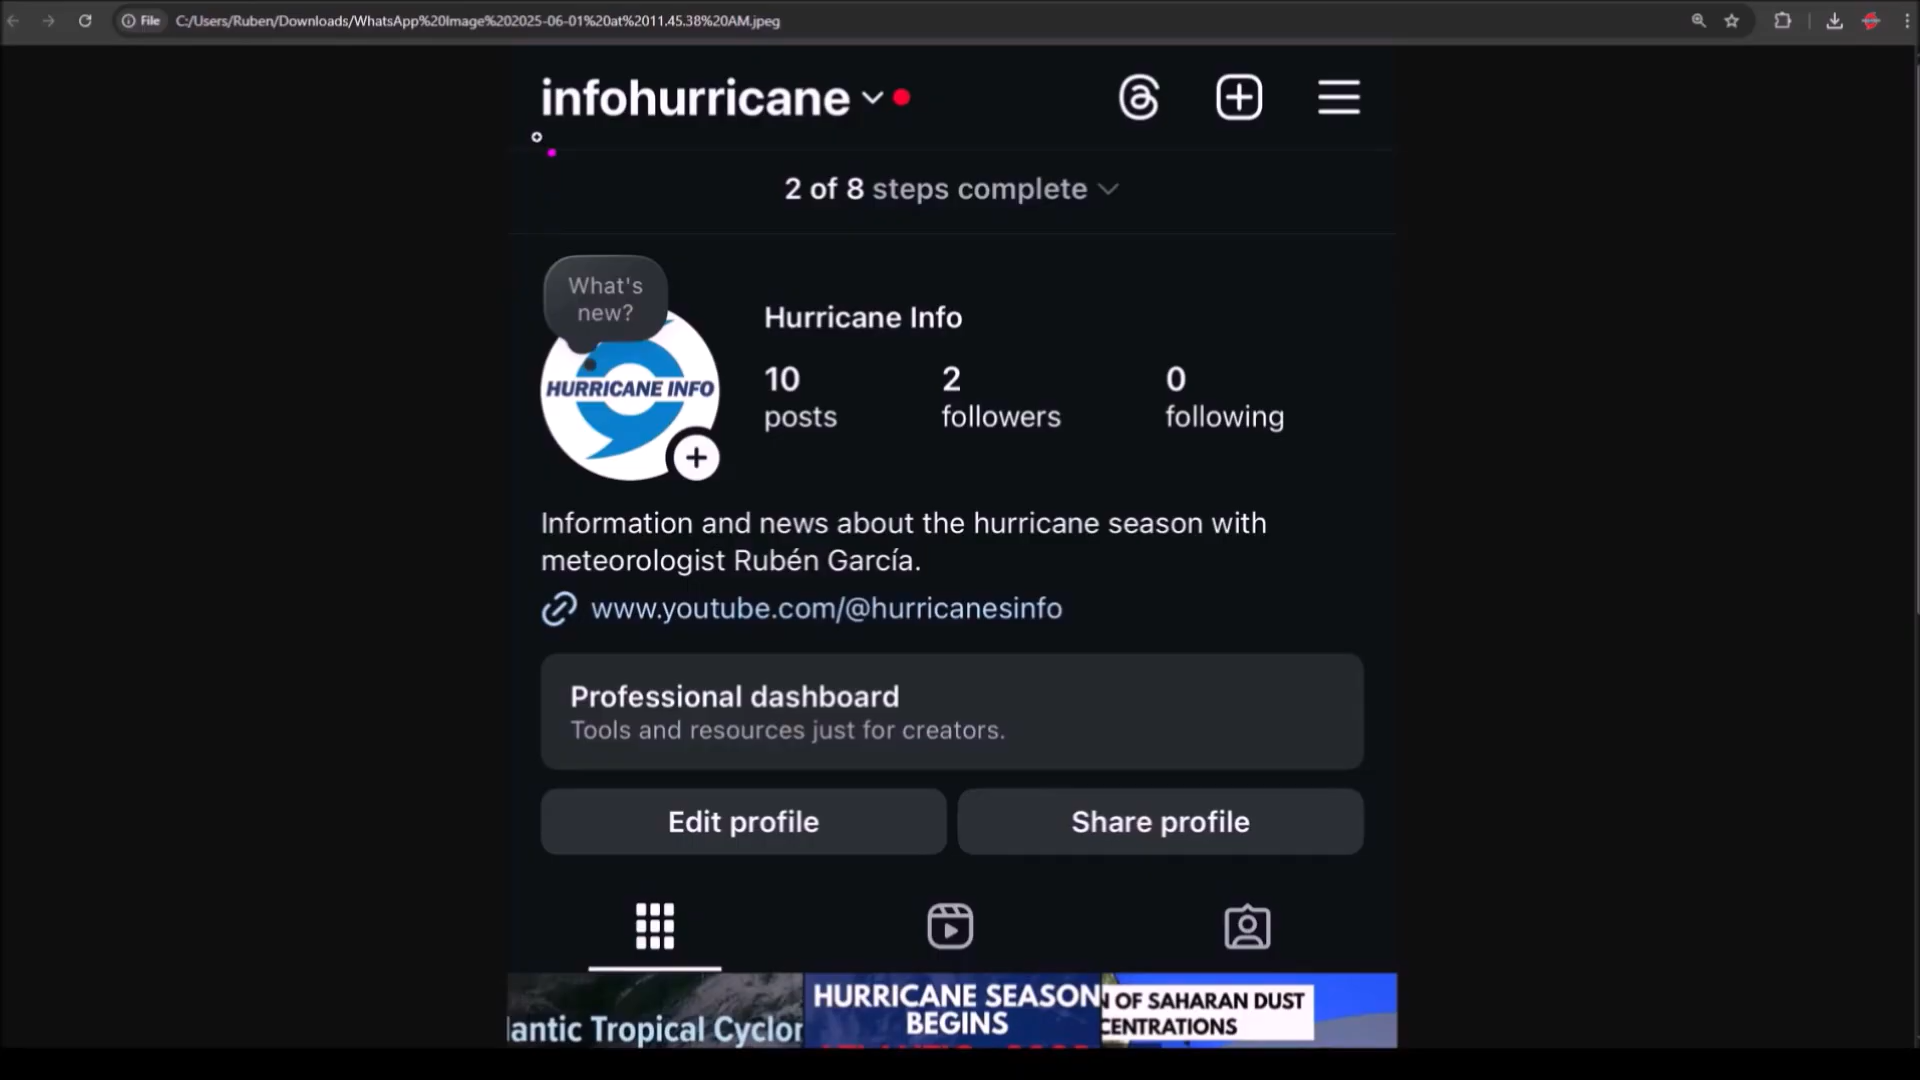 File
C:/Users/Ruben/Downloads/WhatsApp%20Image%202025-06-01%20at%2011.45.38%20AM.jpeg
infohurricane
2 of 8 steps complete
What's
new?
HURRICANE INFO
Hurricane Info
10
posts
2
followers
0
following
Information and news about the hurricane season with
meteorologist Rubén García.
www.youtube.com/@hurricanesinfo
Professional dashboard
Tools and resources just for creators.
Edit profile
Share profile
lantic Tropical Cyclor
HURRICANE SEASON
BEGINS
N OF SAHARAN DUST
CENTRATIONS